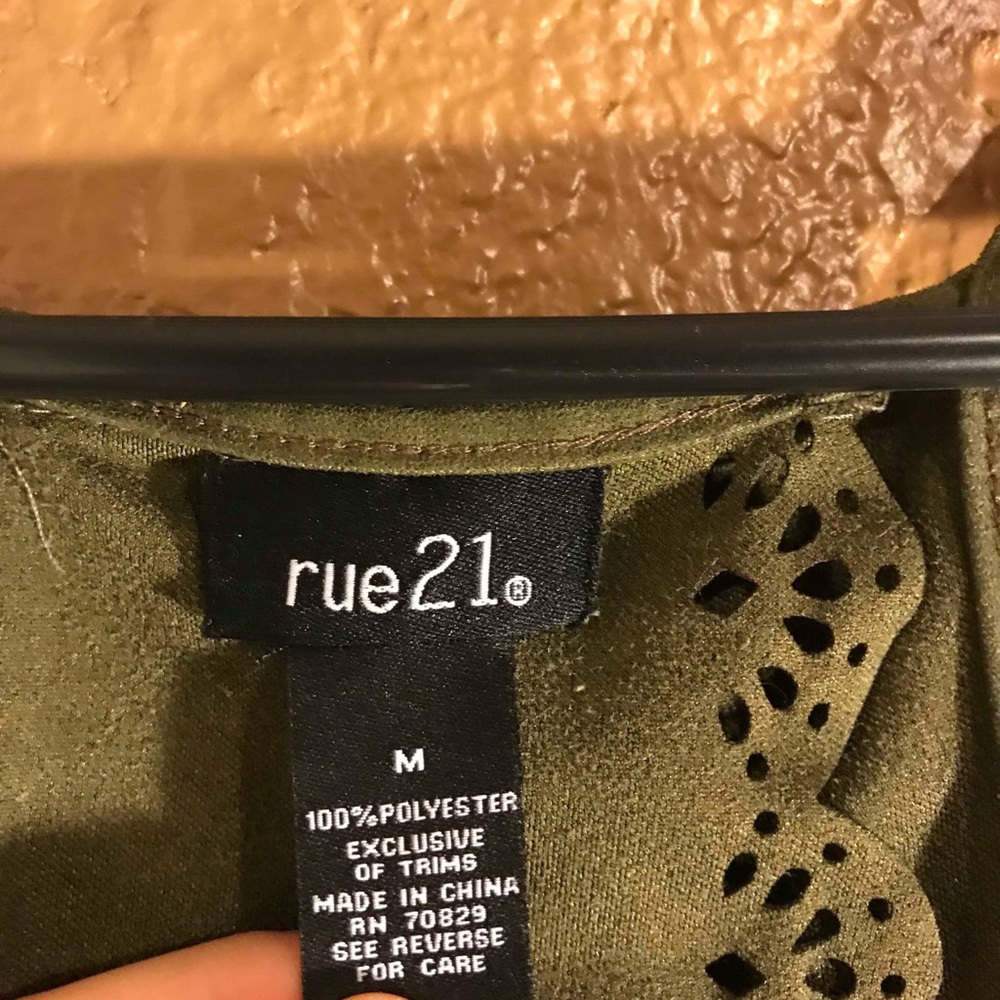 rue21®
M
100%POLYESTER
EXCLUSIVE
OF TRIMS
MADE IN CHINA
RN 70829
SEE REVERSE
FOR CARE